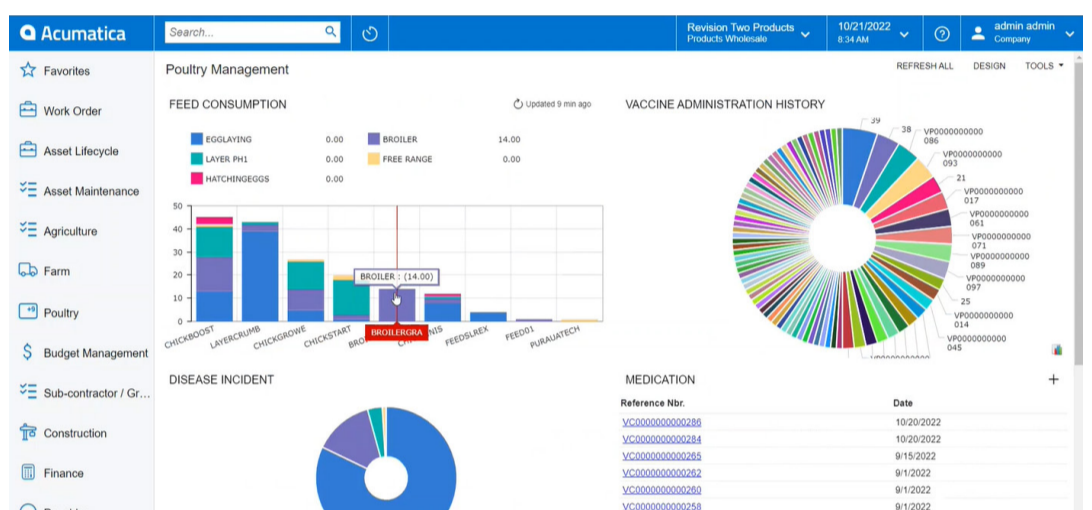 Acumatica
Search...
Revision Two Products
Products Wholesale
10/21/2022
8:34 AM
admin admin
Company
Favorites
Work Order
Asset Lifecycle
Asset Maintenance
Agriculture
Farm
Poultry
Budget Management
Sub-contractor / Gr...
Construction
Finance
Poultry Management
REFRESH ALL
DESIGN
TOOLS
FEED CONSUMPTION
Updated 9 min ago
EGGLAYING 0.00
BROILER 14.00
LAYER PH1 0.00
FREE RANGE 0.00
HATCHINGEGGS 0.00
50
40
30
20
10
0
BROILER : (14.00)
CHICKBOOST
LAYERCRUMB
CHICKGROWE
CHICKSTART
BROILERGRA
FEEDSLREX
FEED01
PURAUATECH
VACCINE ADMINISTRATION HISTORY
39
38
VP0000000000
086
VP0000000000
093
21
VP0000000000
017
VP0000000000
061
VP0000000000
071
VP0000000000
089
VP0000000000
097
25
VP0000000000
014
VP0000000000
045
DISEASE INCIDENT
MEDICATION
Reference Nbr. Date
VC0000000000286 10/20/2022
VC0000000000284 10/20/2022
VC0000000000265 9/15/2022
VC0000000000262 9/1/2022
VC0000000000260 9/1/2022
VC0000000000258 9/1/2022